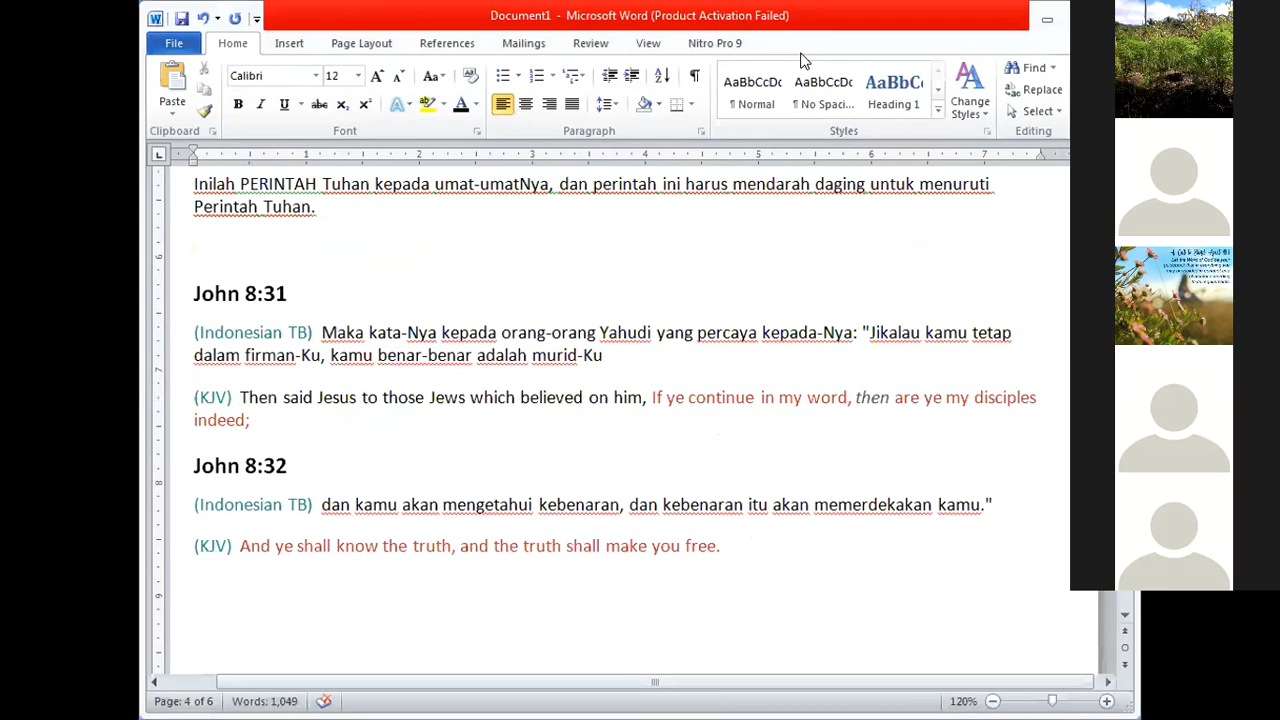 Document1 - Microsoft Word (Product Activation Failed)
File Home Insert Page Layout References Mailings Review View Nitro Pro 9
Calibri 12
AaBbCcDc AaBbCcDc AaBbC
Paste ¶ Normal ¶ No Spaci... Heading 1 Change Styles
Find
Replace
Select
Clipboard Font Paragraph Styles Editing
1 2 3 4 5 6 7
Inilah PERINTAH Tuhan kepada umat-umatNya, dan perintah ini harus mendarah daging untuk menuruti
Perintah Tuhan.
John 8:31
(Indonesian TB) Maka kata-Nya kepada orang-orang Yahudi yang percaya kepada-Nya: "Jikalau kamu tetap
dalam firman-Ku, kamu benar-benar adalah murid-Ku
(KJV) Then said Jesus to those Jews which believed on him, If ye continue in my word, then are ye my disciples
indeed;
John 8:32
(Indonesian TB) dan kamu akan mengetahui kebenaran, dan kebenaran itu akan memerdekakan kamu."
(KJV) And ye shall know the truth, and the truth shall make you free.
Page: 4 of 6 Words: 1,049 120%